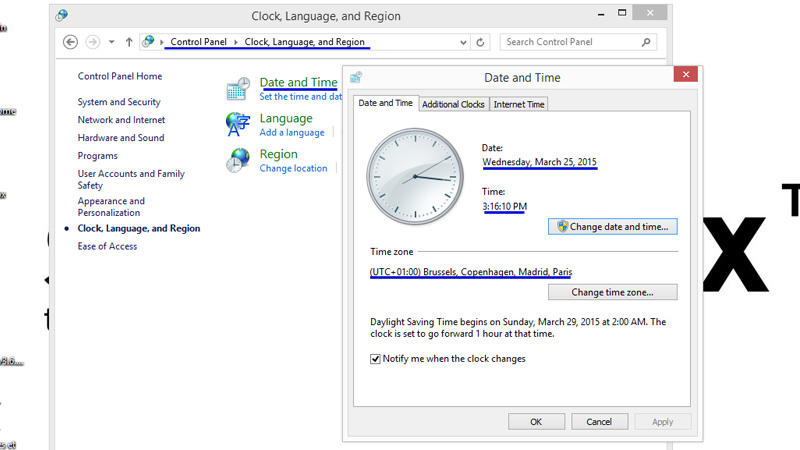 Clock, Language, and Region
Control Panel Clock, Language, and Region
Search Control Panel
Control Panel Home
System and Security
Network and Internet
Hardware and Sound
Programs
User Accounts and Family
Safety
Appearance and
Personalization
Clock, Language, and Region
Ease of Access
Date and Time
Set the time and dat
Language
Add a language
Region
Change location
Date and Time
Date and Time Additional Clocks Internet Time
Date:
Wednesday, March 25, 2015
Time:
3:16:10 PM
Change date and time...
Time zone
(UTC+01:00) Brussels, Copenhagen, Madrid, Paris
Change time zone...
Daylight Saving Time begins on Sunday, March 29, 2015 at 2:00 AM. The
clock is set to go forward 1 hour at that time.
Notify me when the clock changes
OK Cancel Apply